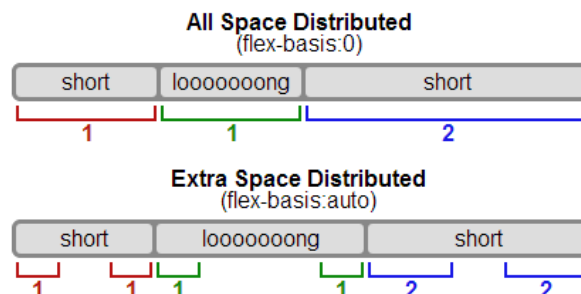 All Space Distributed
(flex-basis:0)
short looooooong short
1 1 2
Extra Space Distributed
(flex-basis:auto)
short looooooong short
1 1 1 1 2 2